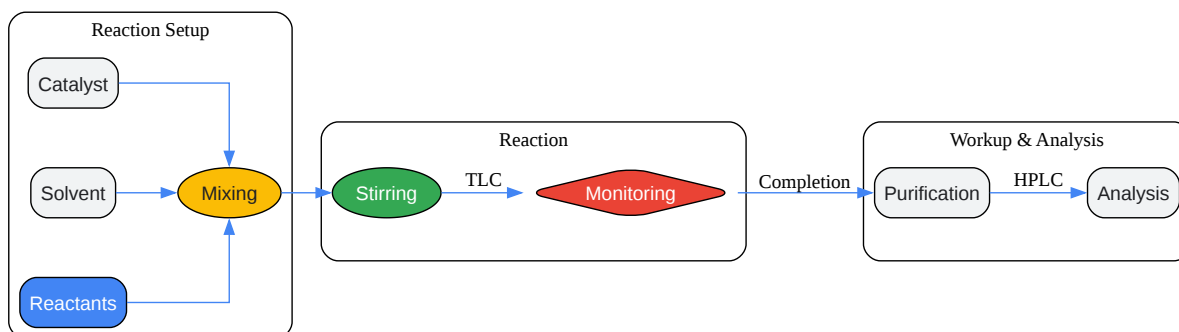 Reaction Setup
Catalyst
Solvent
Reactants
Mixing
Reaction
Stirring
TLC
Monitoring
Completion
Workup & Analysis
Purification
HPLC
Analysis